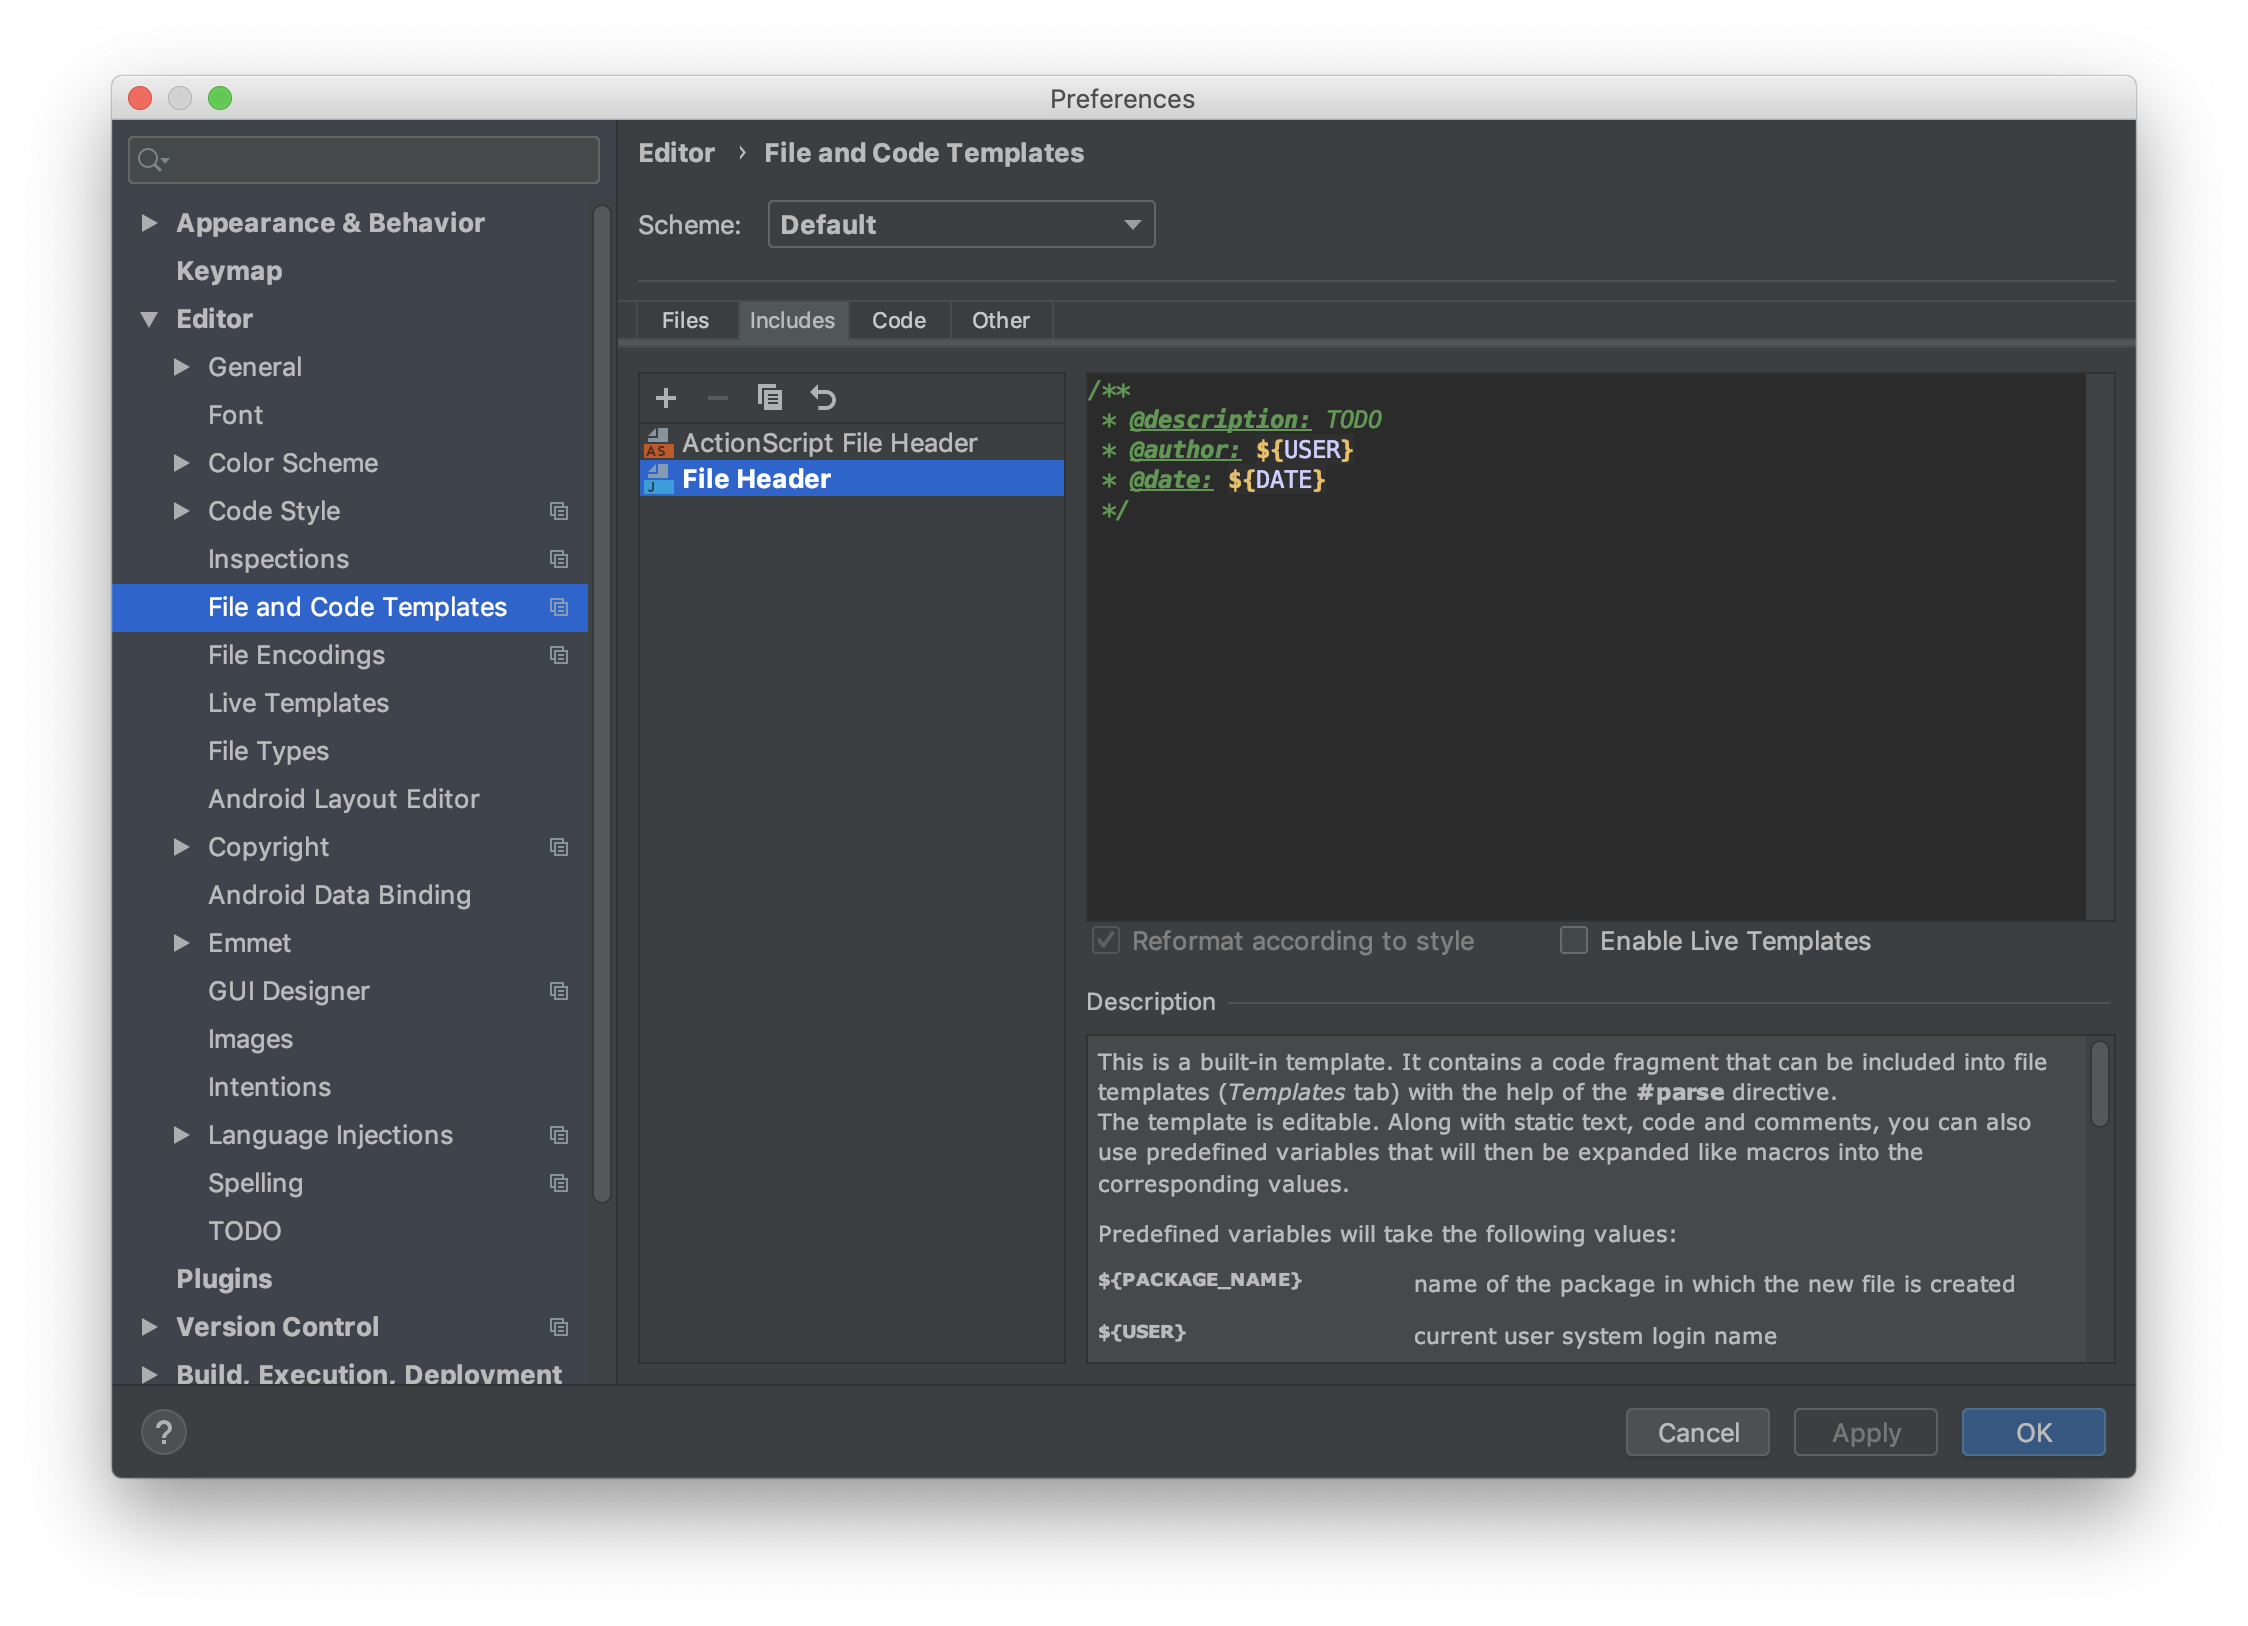 Preferences
Appearance & Behavior
Keymap
Editor
General
Font
Color Scheme
Code Style
Inspections
File and Code Templates
File Encodings
Live Templates
File Types
Android Layout Editor
Copyright
Android Data Binding
Emmet
GUI Designer
Images
Intentions
Language Injections
Spelling
TODO
Plugins
Version Control
Build, Execution, Deployment
Editor › File and Code Templates
Scheme: Default
Files Includes Code Other
AS ActionScript File Header
J File Header
/**
* @description: TODO
* @author: ${USER}
* @date: ${DATE}
*/
Reformat according to style Enable Live Templates
Description
This is a built-in template. It contains a code fragment that can be included into file
templates (Templates tab) with the help of the #parse directive.
The template is editable. Along with static text, code and comments, you can also
use predefined variables that will then be expanded like macros into the
corresponding values.
Predefined variables will take the following values:
${PACKAGE_NAME} name of the package in which the new file is created
${USER} current user system login name
? Cancel Apply OK